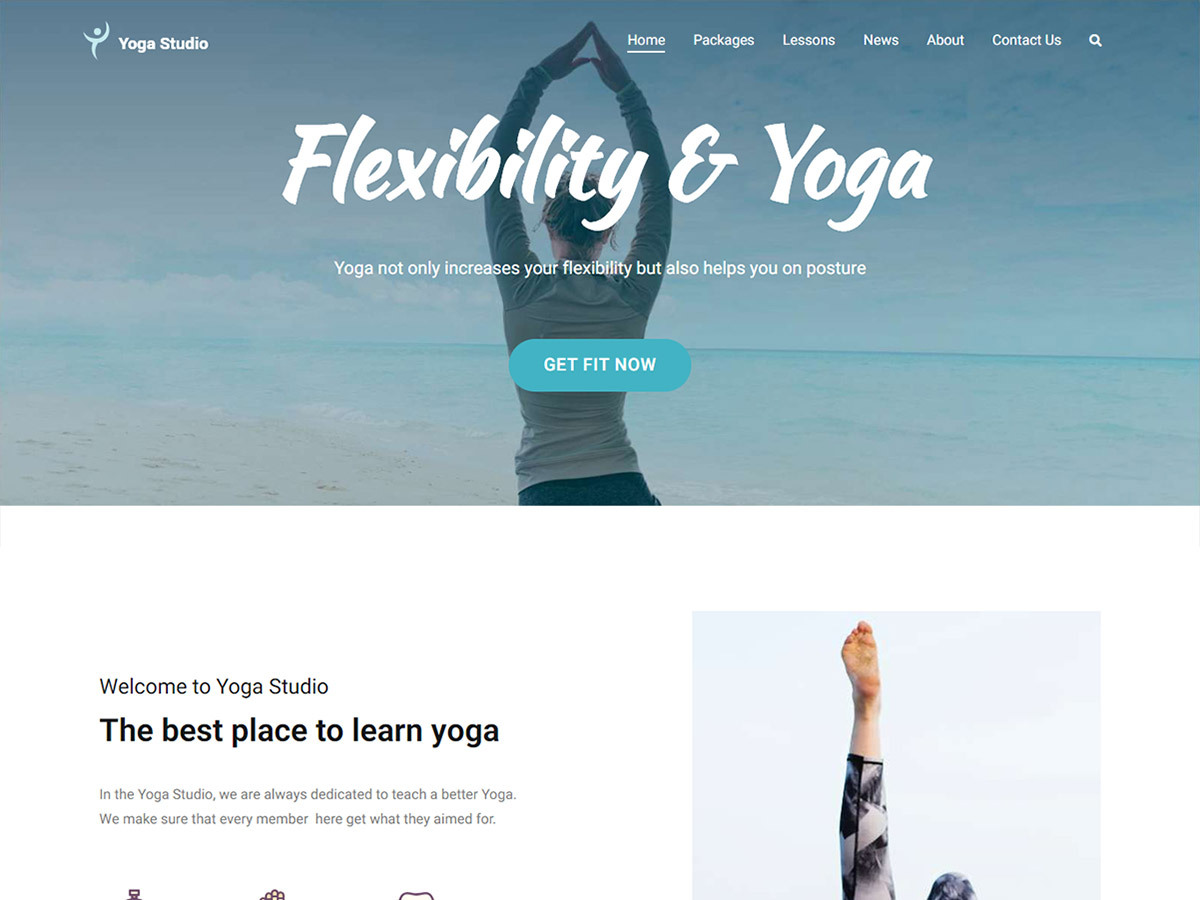 Yoga Studio
Home Packages Lessons News About Contact Us
Flexibility & Yoga
Yoga not only increases your flexibility but also helps you on posture
GET FIT NOW
Welcome to Yoga Studio
The best place to learn yoga
In the Yoga Studio, we are always dedicated to teach a better Yoga.
We make sure that every member  here get what they aimed for.